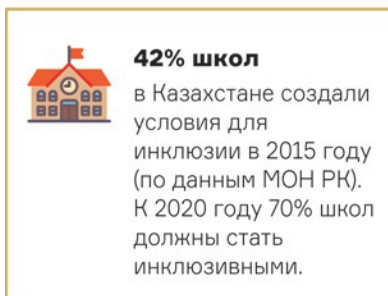 42% школ
в Казахстане создали
условия для
инклюзии в 2015 году
(по данным МОН РК).
К 2020 году 70% школ
должны стать
инклюзивными.